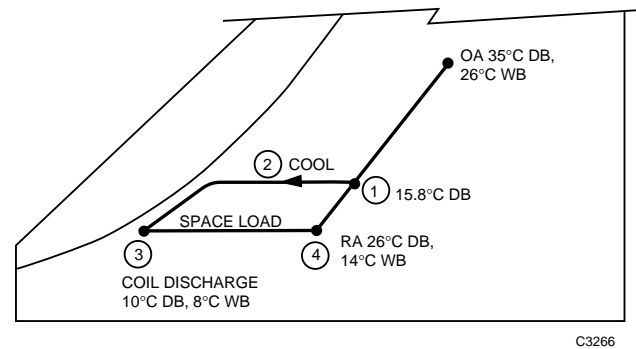 OA 35°C DB,
26°C WB
2 COOL
1
15.8°C DB
SPACE LOAD
3
4
RA 26°C DB,
14°C WB
COIL DISCHARGE
10°C DB, 8°C WB
C3266